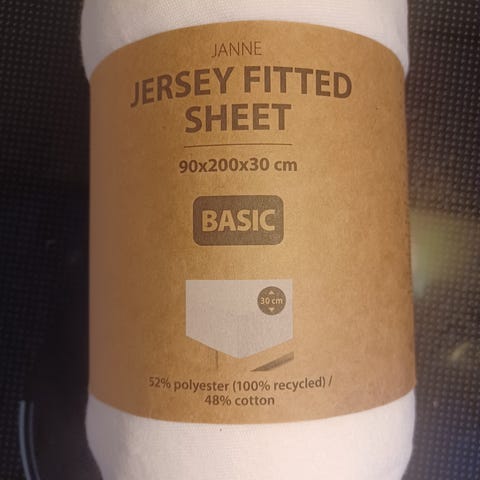 JANNE
JERSEY FITTED
SHEET
90x200x30 cm
BASIC
30 cm
52% polyester (100% recycled) /
48% cotton